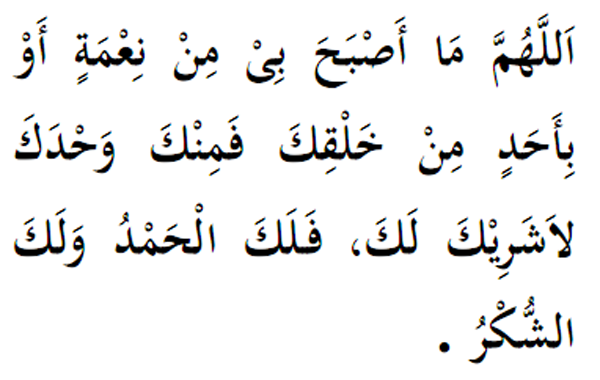 اَللَّهُمَّ مَا أَصْبَحَ بِىْ مِنْ نِعْمَةٍ أَوْ
بِأَحَدٍ مِنْ خَلْقِكَ فَمِنْكَ وَحْدَكَ
لاَشَرِيْكَ لَكَ، فَلَكَ الْحَمْدُ وَلَكَ
الشُّكْرُ .